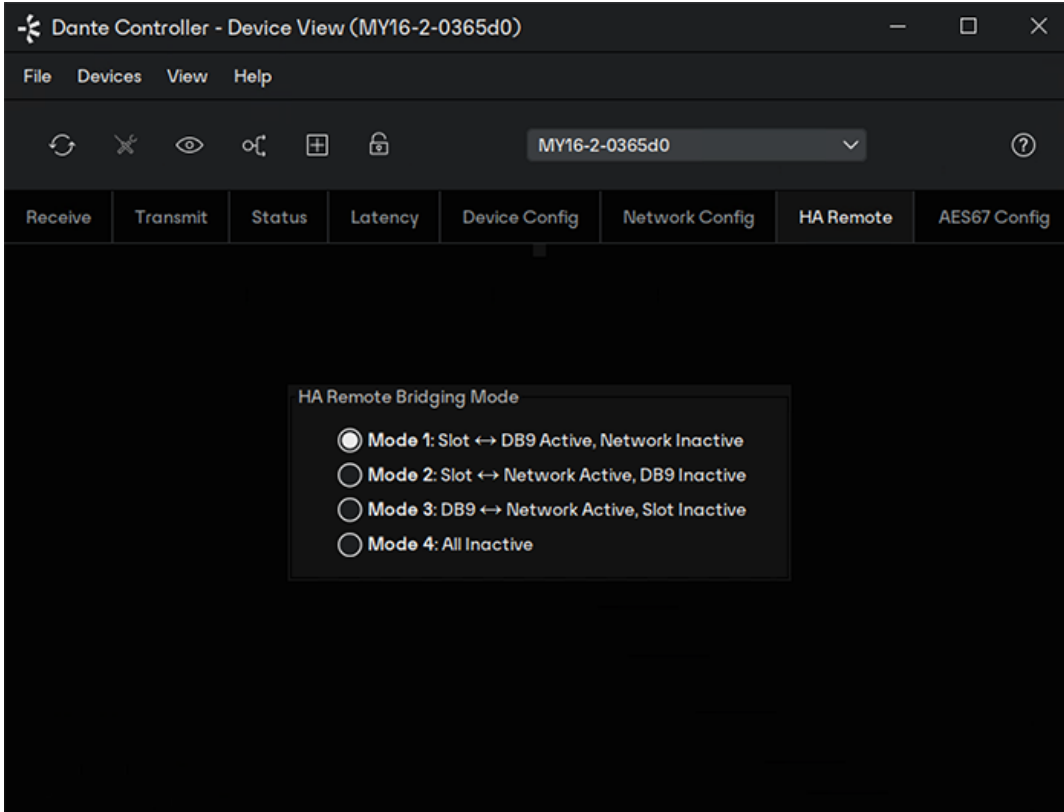 Dante Controller - Device View (MY16-2-0365d0)
File Devices View Help
MY16-2-0365d0
Receive Transmit Status Latency Device Config Network Config HA Remote AES67 Config
HA Remote Bridging Mode
Mode 1: Slot ↔ DB9 Active, Network Inactive
Mode 2: Slot ↔ Network Active, DB9 Inactive
Mode 3: DB9 ↔ Network Active, Slot Inactive
Mode 4: All Inactive